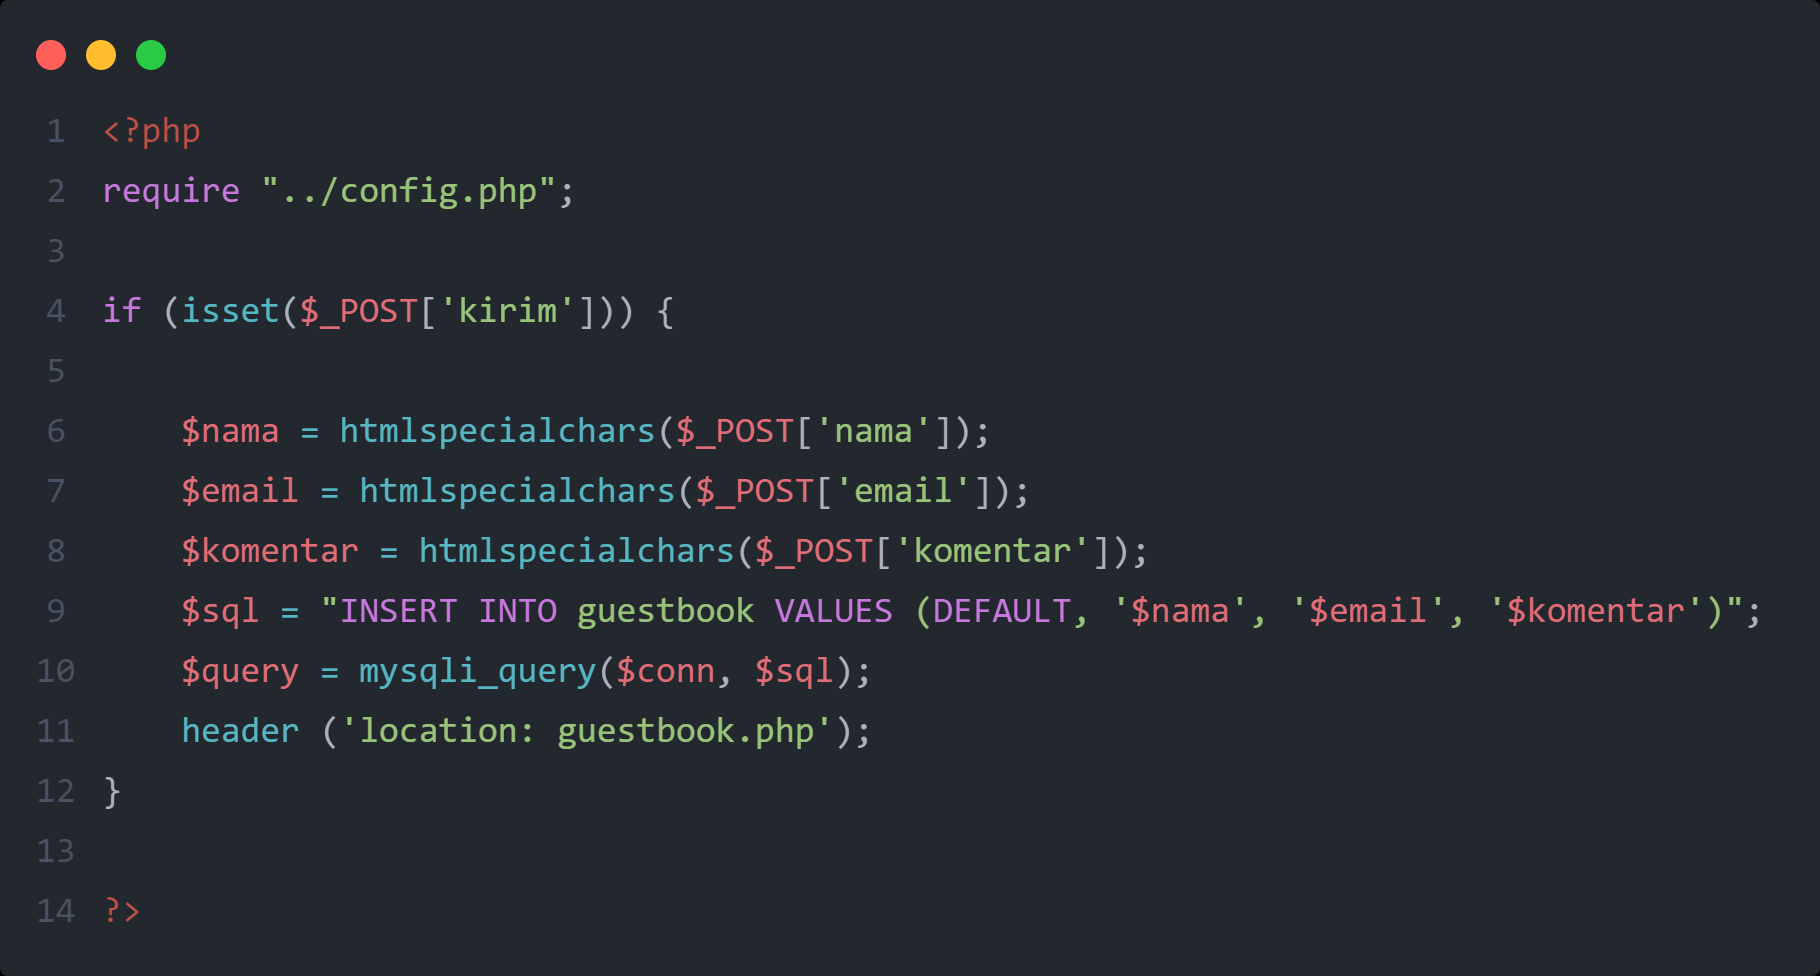 1 <?php
2 require "../config.php";
3
4 if (isset($_POST['kirim'])) {
5
6     $nama = htmlspecialchars($_POST['nama']);
7     $email = htmlspecialchars($_POST['email']);
8     $komentar = htmlspecialchars($_POST['komentar']);
9     $sql = "INSERT INTO guestbook VALUES (DEFAULT, '$nama', '$email', '$komentar')";
10     $query = mysqli_query($conn, $sql);
11     header ('location: guestbook.php');
12 }
13
14 ?>